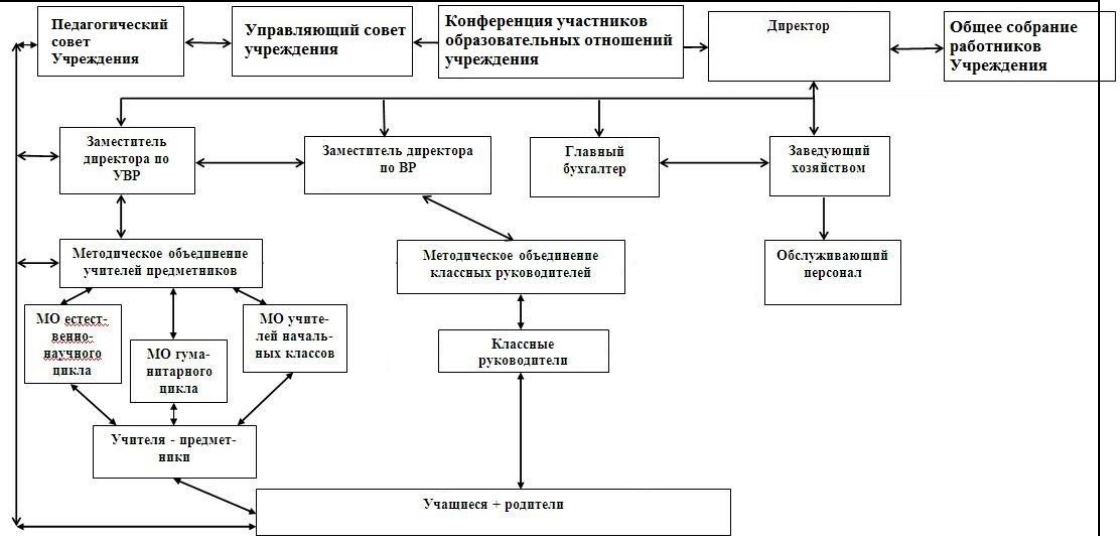 Педагогический
совет
Учреждения
Управляющий совет
учреждения
Конференция участников
образовательных отношений
учреждения
Директор
Общее собрание
работников
Учреждения
Заместитель
директора по
УВР
Заместитель директора
по ВР
Главный
бухгалтер
Заведующий
хозяйством
Методическое объединение
учителей предметников
Методическое объединение
классных руководителей
Обслуживающий
персонал
МО естест-
венно-
научного
цикла
МО гума-
нитарного
цикла
МО учите-
лей началь-
ных классов
Классные
руководители
Учителя - предмет-
ники
Учащиеся + родители